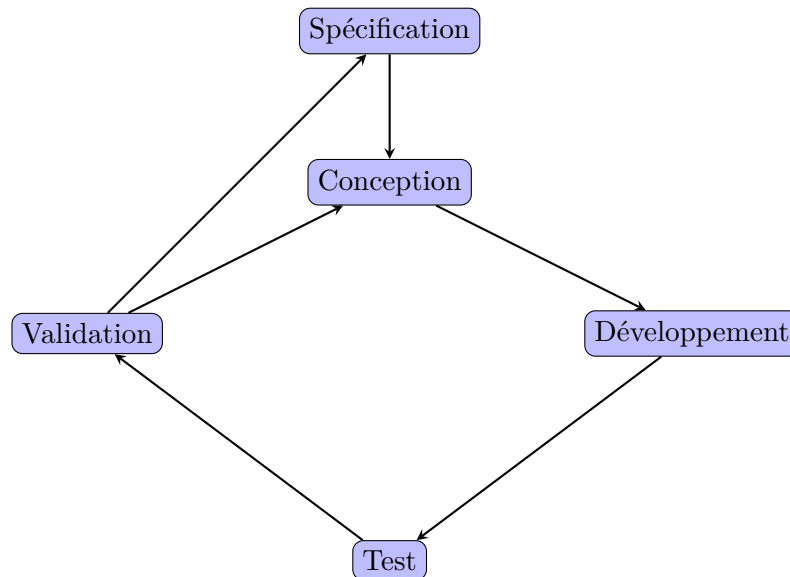 Spécification
Conception
Validation
Développement
Test